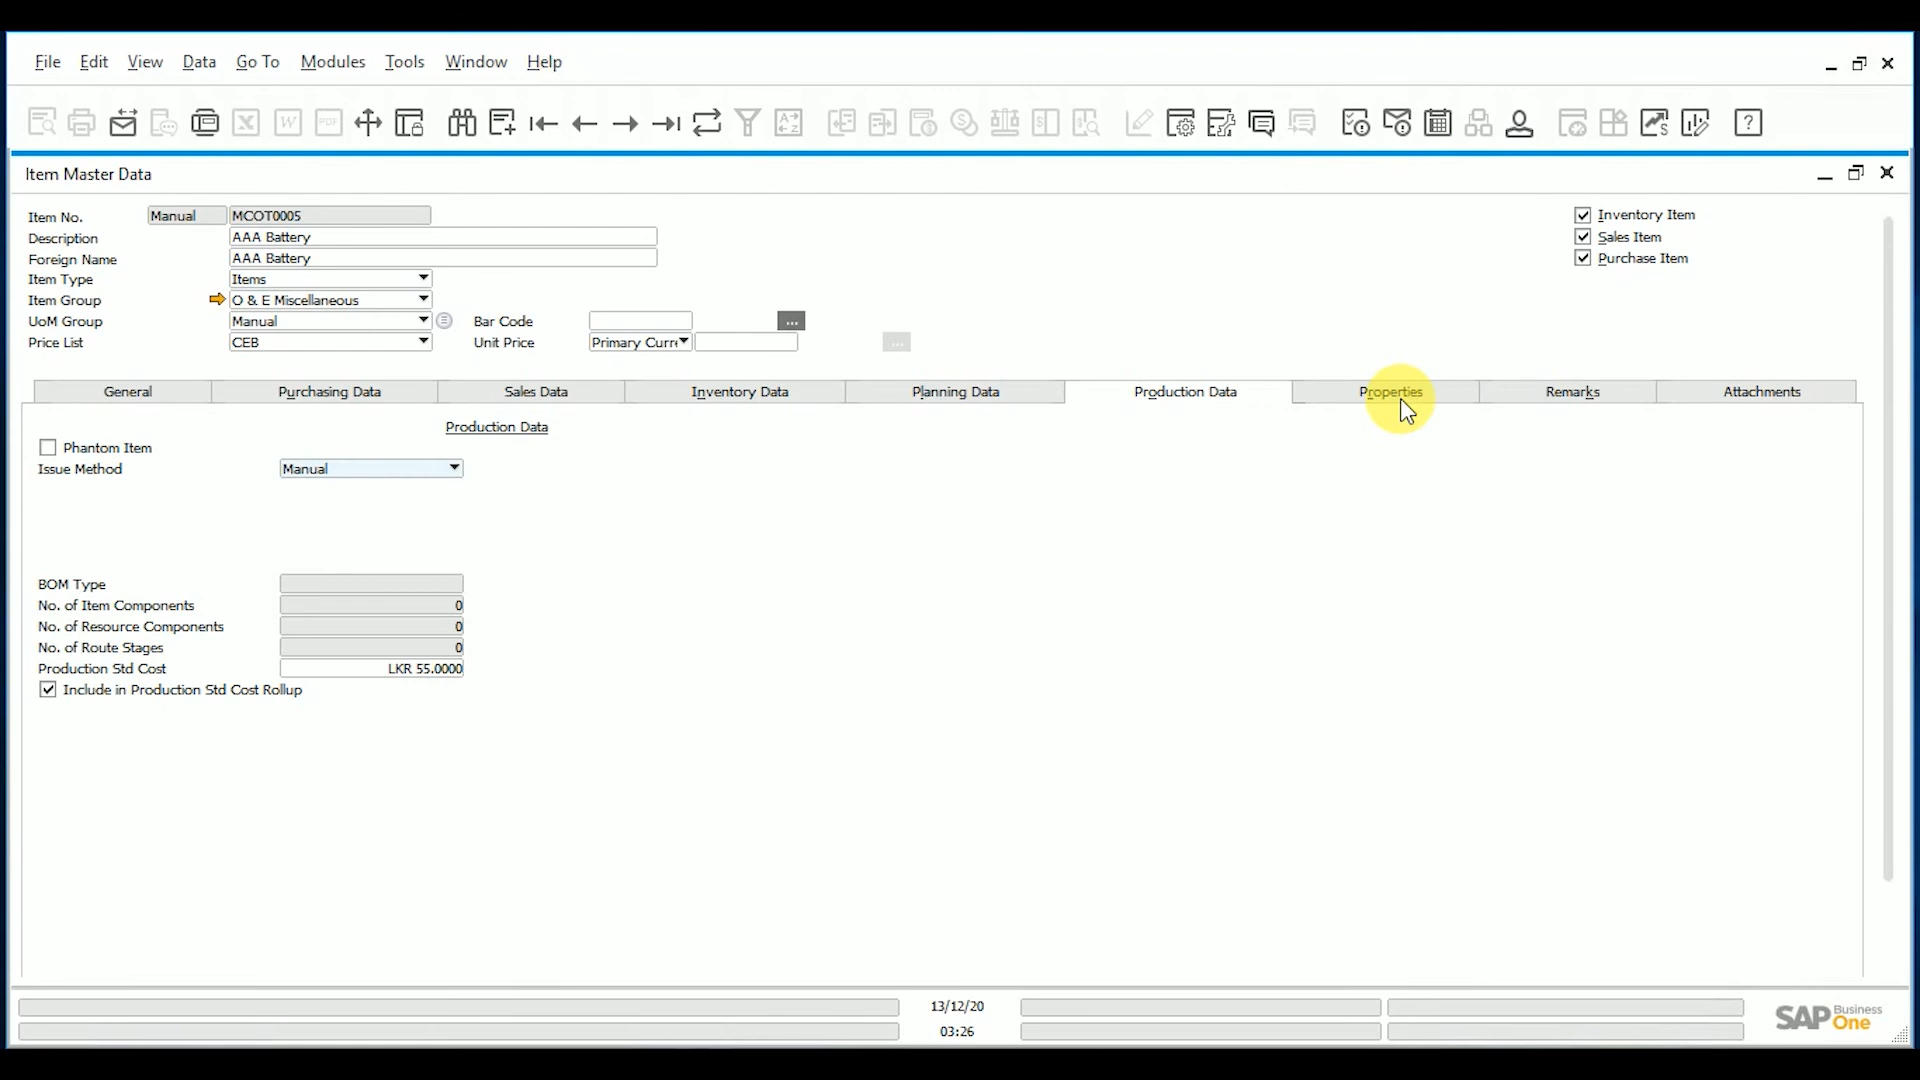 File Edit View Data Go To Modules Tools Window Help
Item Master Data
Item No. Manual MCOT0005
Inventory Item
Description AAA Battery
Sales Item
Foreign Name AAA Battery
Purchase Item
Item Type Items
Item Group O & E Miscellaneous
UoM Group Manual Bar Code ...
Price List CEB Unit Price Primary Curre ...
General Purchasing Data Sales Data Inventory Data Planning Data Production Data Properties Remarks Attachments
Production Data
Phantom Item
Issue Method Manual
BOM Type
No. of Item Components 0
No. of Resource Components 0
No. of Route Stages 0
Production Std Cost LKR 55.0000
Include in Production Std Cost Rollup
13/12/20
03:26
SAP Business One